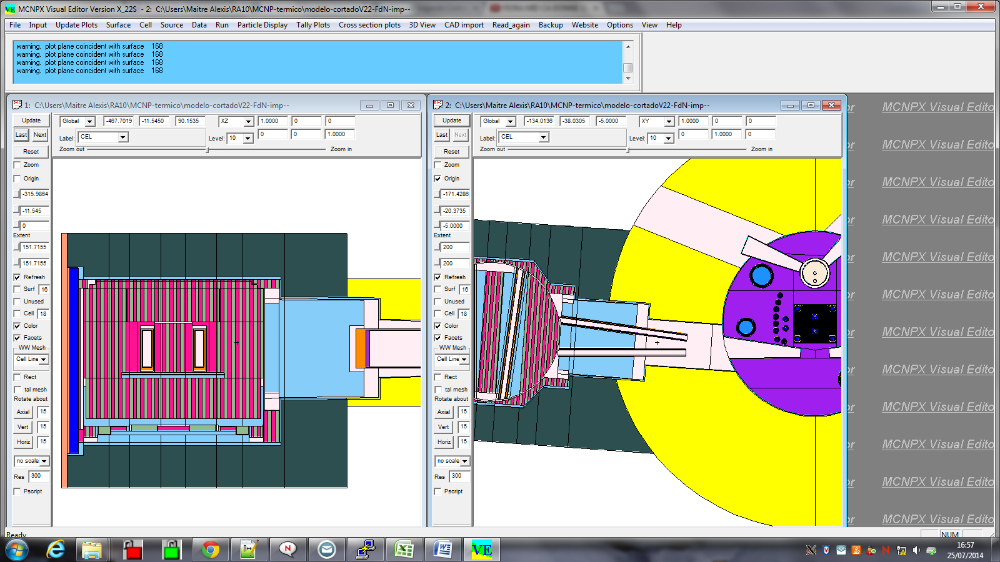 MCNPX Visual Editor Version X_22S - 2: C:\Users\Maitre Alexis\RA10\MCNP-termico\modelo-cortadoV22-FdN-imp--
File Input Update Plots Surface Cell Source Data Run Particle Display Tally Plots Cross section plots 3D View CAD import Read_again Backup Website Options View Help
warning. plot plane coincident with surface 168
warning. plot plane coincident with surface 168
warning. plot plane coincident with surface 168
warning. plot plane coincident with surface 168
1: C:\Users\Maitre Alexis\RA10\MCNP-termico\modelo-cortadoV22-FdN-imp--
Update Global -467.7019 -11.5450 90.1535 XZ 1.0000 0 0
Last Next Label: CEL Level: 10 0 0 1.0000
Reset Zoom out Zoom in
Zoom
Origin
-315.9864
-11.545
0
Extent
151.7155
151.7155
Refresh
Surf 16
Unused
Cell 18
Color
Facets
WW Mesh
Cell Line
Rect
tal mesh
Rotate about
Axial 15
Vert 15
Horiz 15
no scale
Res 300
Pscript
2: C:\Users\Maitre Alexis\RA10\MCNP-termico\modelo-cortadoV22-FdN-imp--
Update Global -134.0136 -38.0305 -5.0000 XY 1.0000 0 0
Last Next Label: CEL Level: 10 0 1.0000 0
Reset Zoom out Zoom in
Zoom
Origin
-171.4286
-20.3735
-5.0000
Extent
200
200
Refresh
Surf 16
Unused
Cell 18
Color
Facets
WW Mesh
Cell Line
Rect
tal mesh
Rotate about
Axial 15
Vert 15
Horiz 15
no scale
Res 300
Pscript
or MCNPX Visual Edito
or MCNPX Visual Edito
or MCNPX Visual Edito
or MCNPX Visual Edito
or MCNPX Visual Edito
or MCNPX Visual Edito
or MCNPX Visual Edito
or MCNPX Visual Edito
or MCNPX Visual Edito
or MCNPX Visual Edito
or MCNPX Visual Edito
or MCNPX Visual Edito
Ready NUM
VE
16:57
25/07/2014